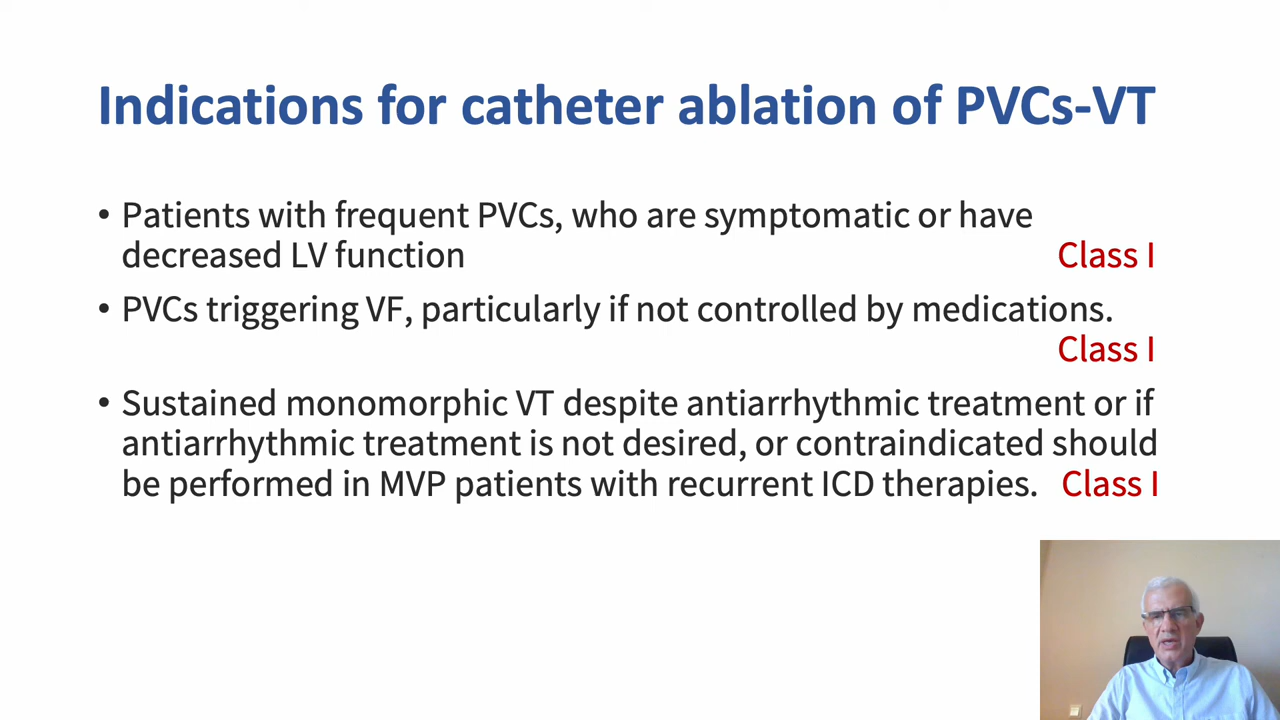 Indications for catheter ablation of PVCs-VT
• Patients with frequent PVCs, who are symptomatic or have
decreased LV function Class I
• PVCs triggering VF, particularly if not controlled by medications.
Class I
• Sustained monomorphic VT despite antiarrhythmic treatment or if
antiarrhythmic treatment is not desired, or contraindicated should
be performed in MVP patients with recurrent ICD therapies. Class I